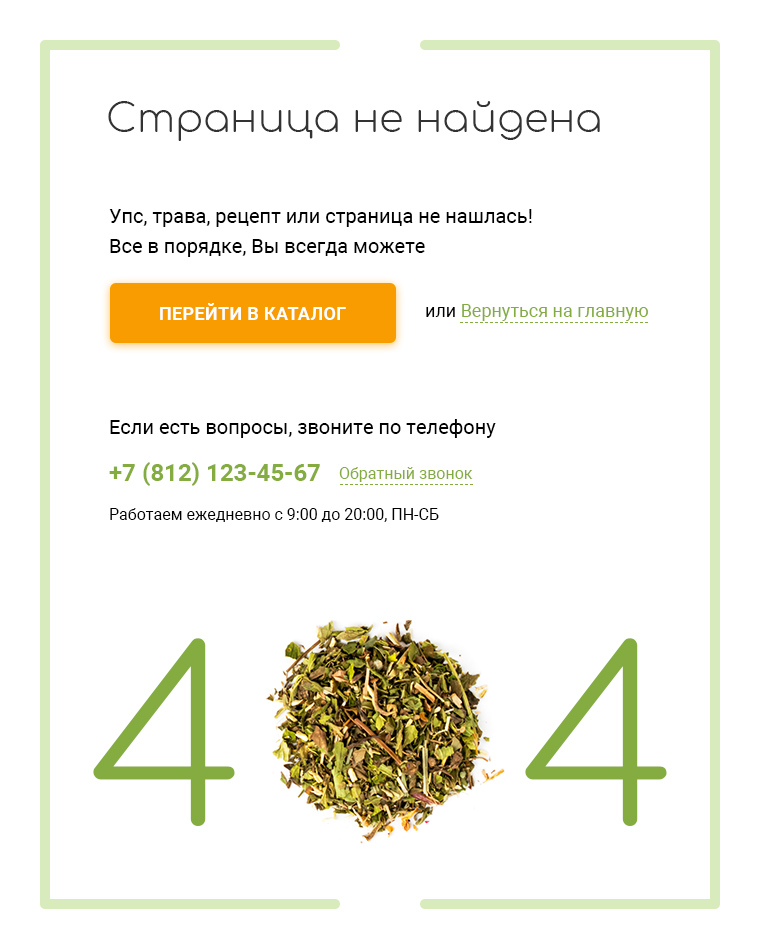 Страница не найдена
Упс, трава, рецепт или страница не нашлась!
Все в порядке, Вы всегда можете
ПЕРЕЙТИ В КАТАЛОГ
или Вернуться на главную
Если есть вопросы, звоните по телефону
+7 (812) 123-45-67 Обратный звонок
Работаем ежедневно с 9:00 до 20:00, ПН-СБ
4 4